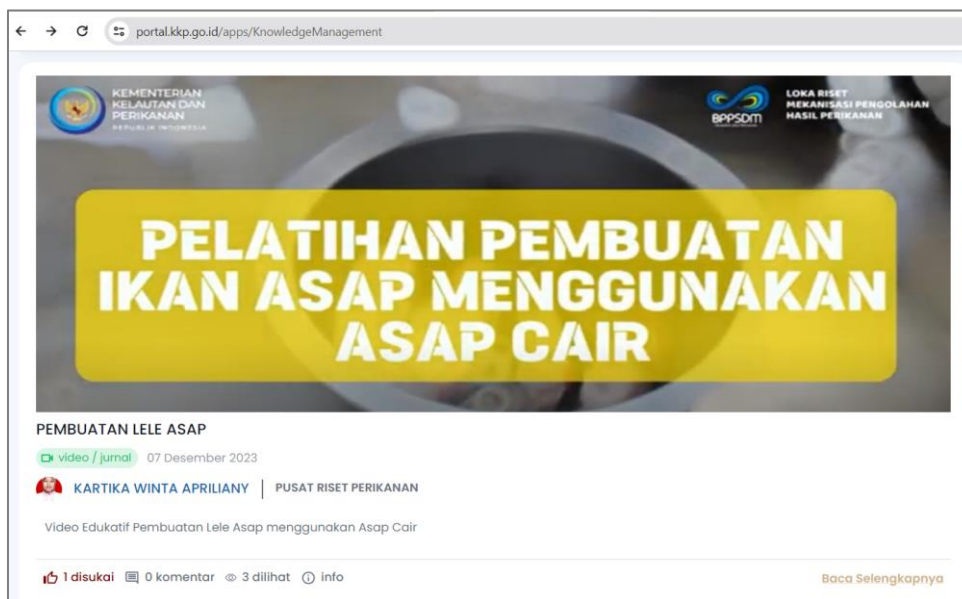 portal.kkp.go.id/apps/KnowledgeManagement
KEMENTERIAN
KELAUTAN DAN
PERIKANAN
REPUBLIK INDONESIA
BPPSDM
LOKA RISET
MEKANISASI PENGOLAHAN
HASIL PERIKANAN
PELATIHAN PEMBUATAN
IKAN ASAP MENGGUNAKAN
ASAP CAIR
PEMBUATAN LELE ASAP
video / jurnal 07 Desember 2023
KARTIKA WINTA APRILIANY | PUSAT RISET PERIKANAN
Video Edukatif Pembuatan Lele Asap menggunakan Asap Cair
1 disukai 0 komentar 3 dilihat info
Baca Selengkapnya